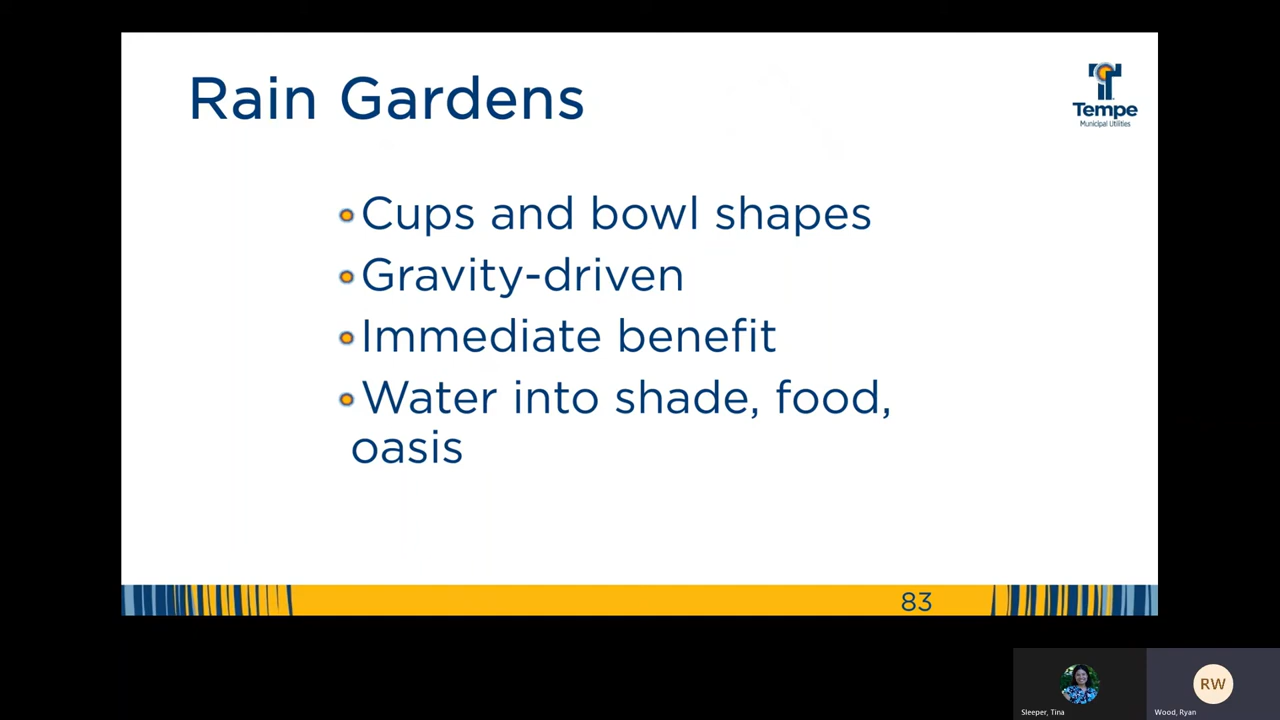 Rain Gardens
Tempe
Municipal Utilities
Cups and bowl shapes
Gravity-driven
Immediate benefit
Water into shade, food,
oasis
83
RW
Sleeper, Tina
Wood, Ryan